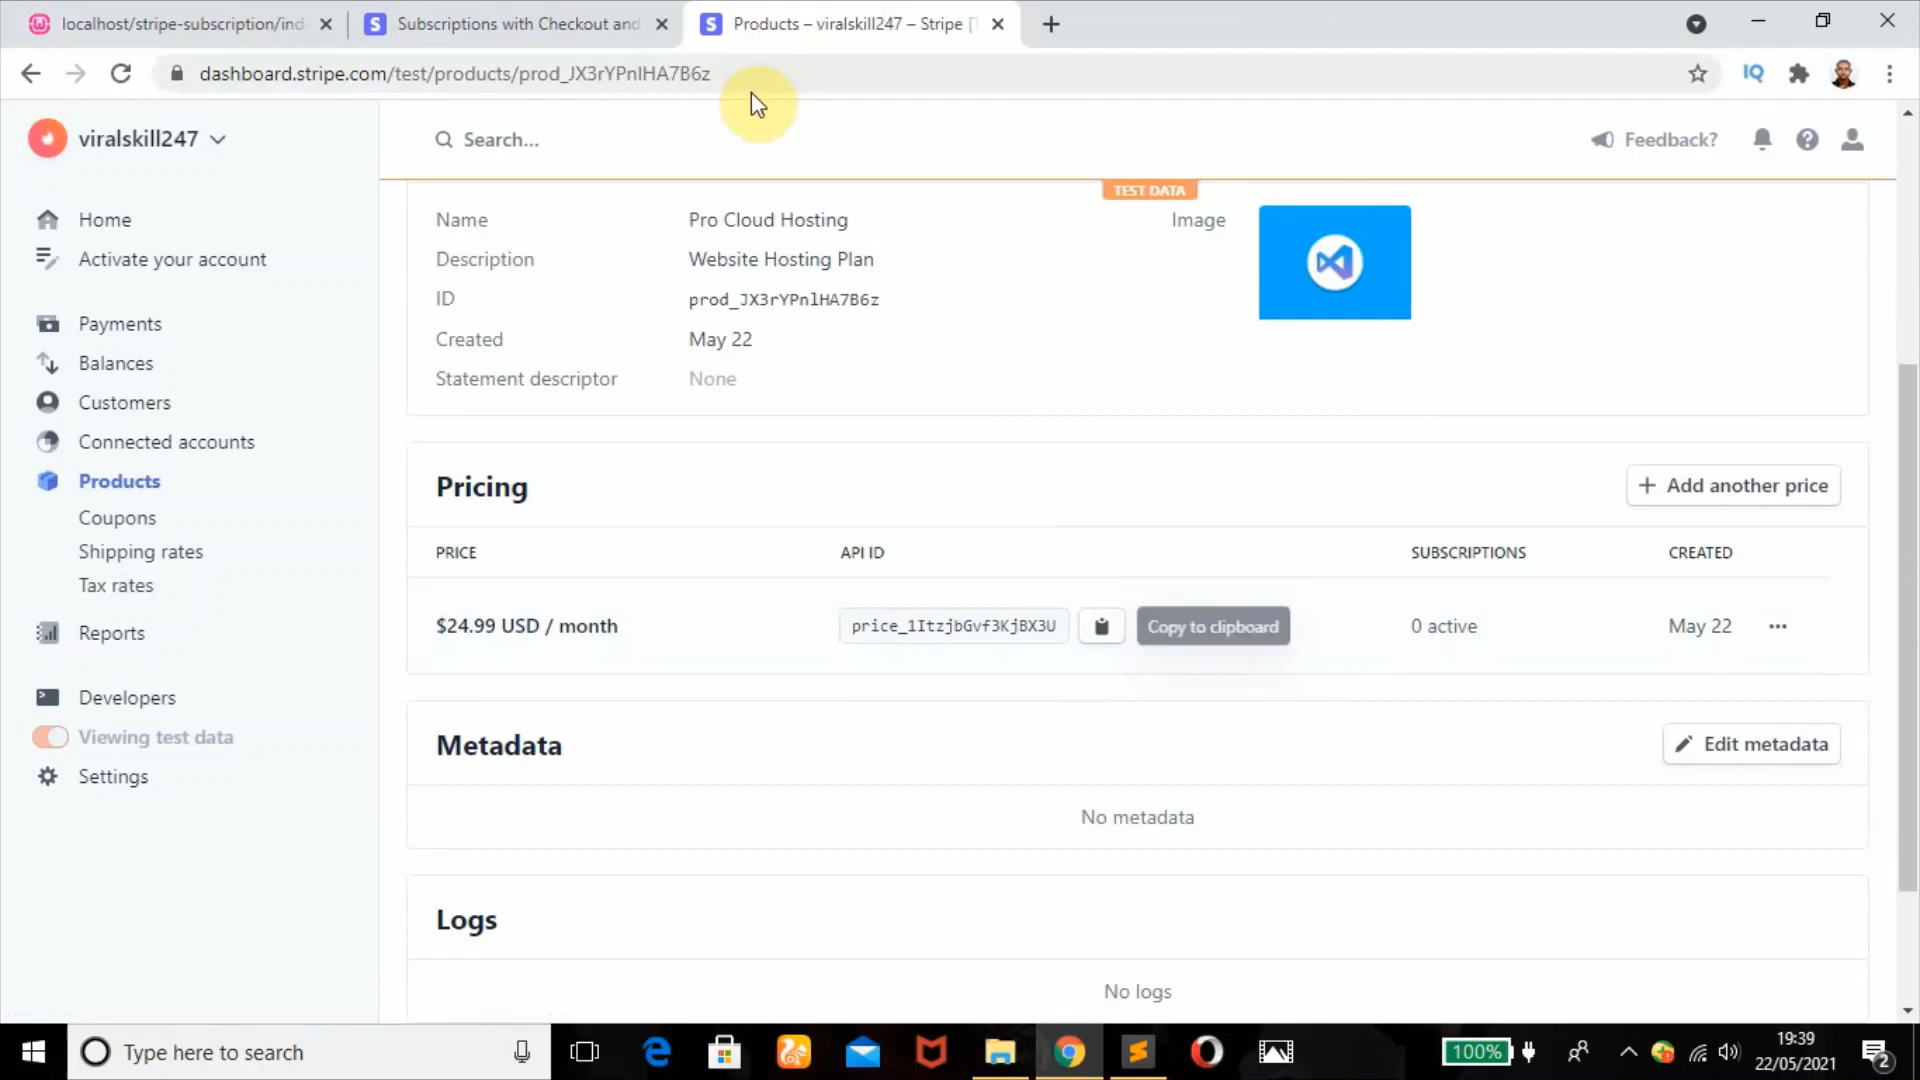 localhost/stripe-subscription/ind
Subscriptions with Checkout and
Products – viralskill247 – Stripe [T
dashboard.stripe.com/test/products/prod_JX3rYPnlHA7B6z
IQ
viralskill247
Search...
Feedback?
TEST DATA
Home
Activate your account
Payments
Balances
Customers
Connected accounts
Products
Coupons
Shipping rates
Tax rates
Reports
Developers
Viewing test data
Settings
Name Pro Cloud Hosting Image
Description Website Hosting Plan
ID prod_JX3rYPnlHA7B6z
Created May 22
Statement descriptor None
Pricing
+ Add another price
PRICE API ID SUBSCRIPTIONS CREATED
$24.99 USD / month price_1ItzjbGvf3KjBX3U Copy to clipboard 0 active May 22
Metadata
Edit metadata
No metadata
Logs
No logs
Type here to search
100%
19:39
22/05/2021
2